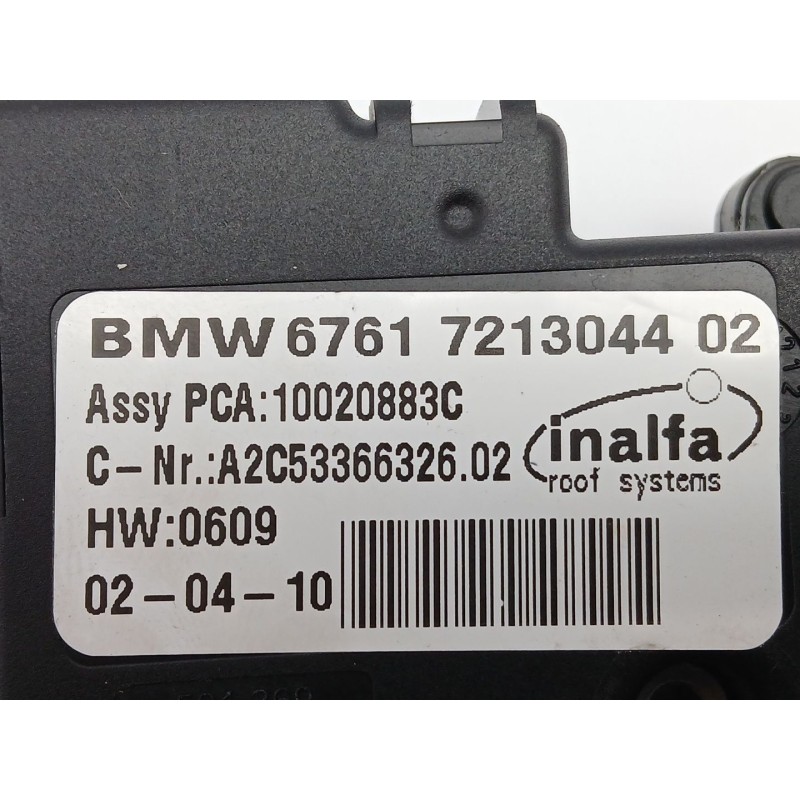 BMW 6761 7213044 02
Assy PCA:10020883C
C-Nr.:A2C53366326.02
inalfa
roof systems
HW:0609
02-04-10